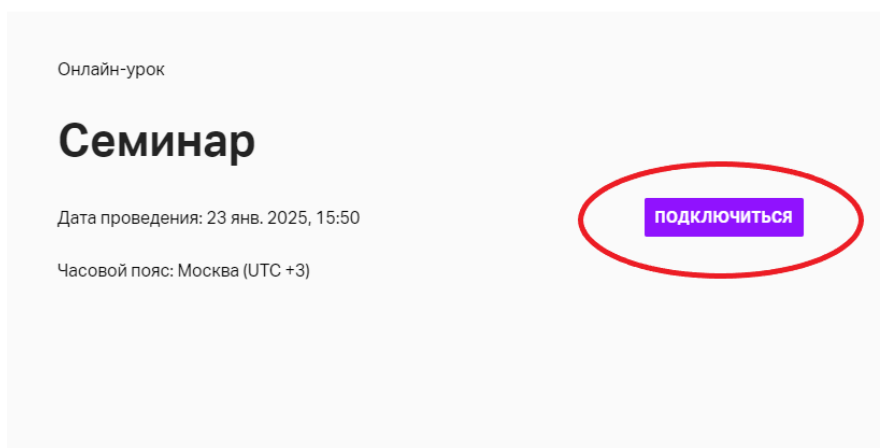 Онлайн-урок
Семинар
Дата проведения: 23 янв. 2025, 15:50
ПОДКЛЮЧИТЬСЯ
Часовой пояс: Москва (UTC +3)